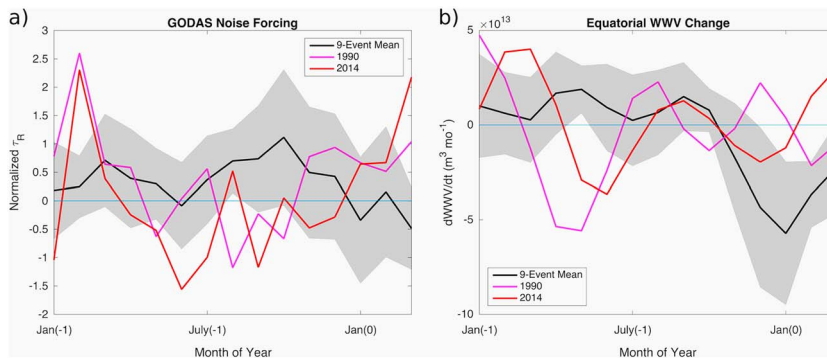 a)
GODAS Noise Forcing
3
2.5
2
1.5
1
0.5
0
-0.5
-1
-1.5
-2
Normalized τR
9-Event Mean
1990
2014
Jan(-1)
July(-1)
Jan(0)
Month of Year
b)
Equatorial WWV Change
×10¹³
5
0
-5
-10
dWWV/dt (m³ mo⁻¹)
9-Event Mean
1990
2014
Jan(-1)
July(-1)
Jan(0)
Month of Year